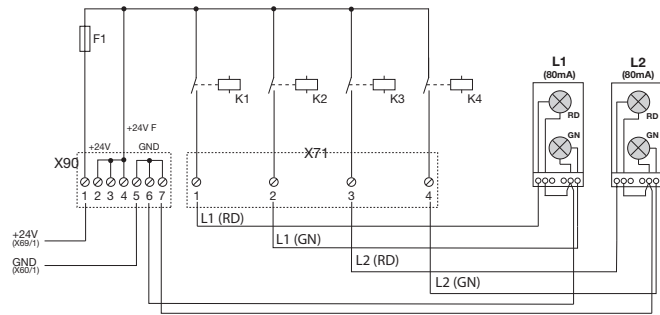 F1
K1
K2
K3
K4
L1
(80mA)
L2
(80mA)
RD
GN
RD
GN
+24V F
+24V
GND
X90
X71
1 2 3 4 5 6 7
1 2 3 4
L1 (RD)
L1 (GN)
L2 (RD)
L2 (GN)
+24V
(X69/1)
GND
(X60/1)